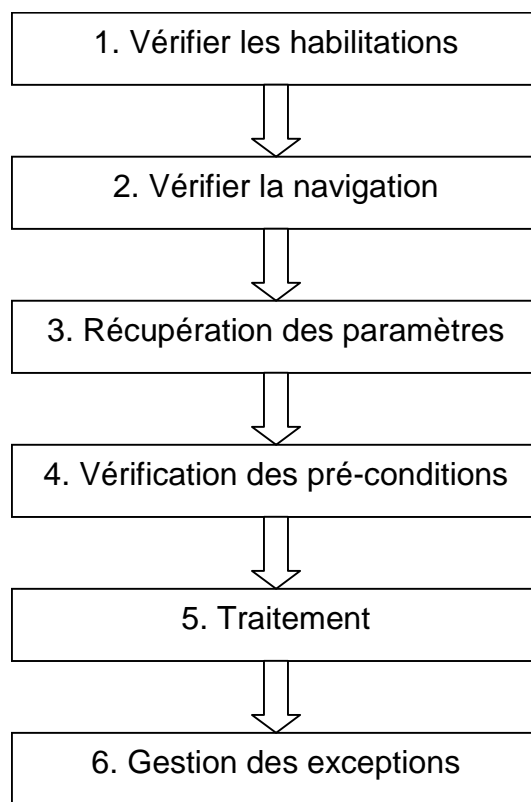 1. Vérifier les habilitations
2. Vérifier la navigation
3. Récupération des paramètres
4. Vérification des pré-conditions
5. Traitement
6. Gestion des exceptions